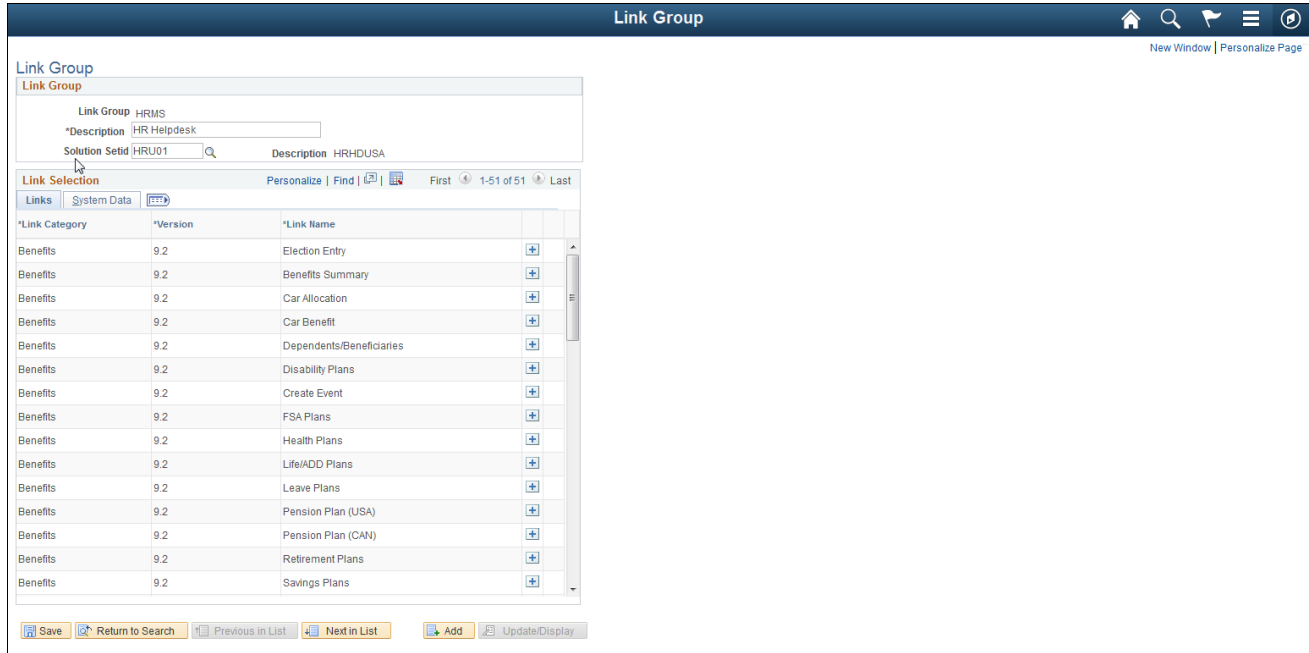 Link Group
New Window | Personalize Page
Link Group
Link Group
Link Group HRMS
*Description HR Helpdesk
Solution Setid HRU01 Description HRHDUSA
Link Selection Personalize | Find | | First 1-51 of 51 Last
Links System Data
*Link Category *Version *Link Name
Benefits 9.2 Election Entry
Benefits 9.2 Benefits Summary
Benefits 9.2 Car Allocation
Benefits 9.2 Car Benefit
Benefits 9.2 Dependents/Beneficiaries
Benefits 9.2 Disability Plans
Benefits 9.2 Create Event
Benefits 9.2 FSA Plans
Benefits 9.2 Health Plans
Benefits 9.2 Life/ADD Plans
Benefits 9.2 Leave Plans
Benefits 9.2 Pension Plan (USA)
Benefits 9.2 Pension Plan (CAN)
Benefits 9.2 Retirement Plans
Benefits 9.2 Savings Plans
Save Return to Search Previous in List Next in List Add Update/Display